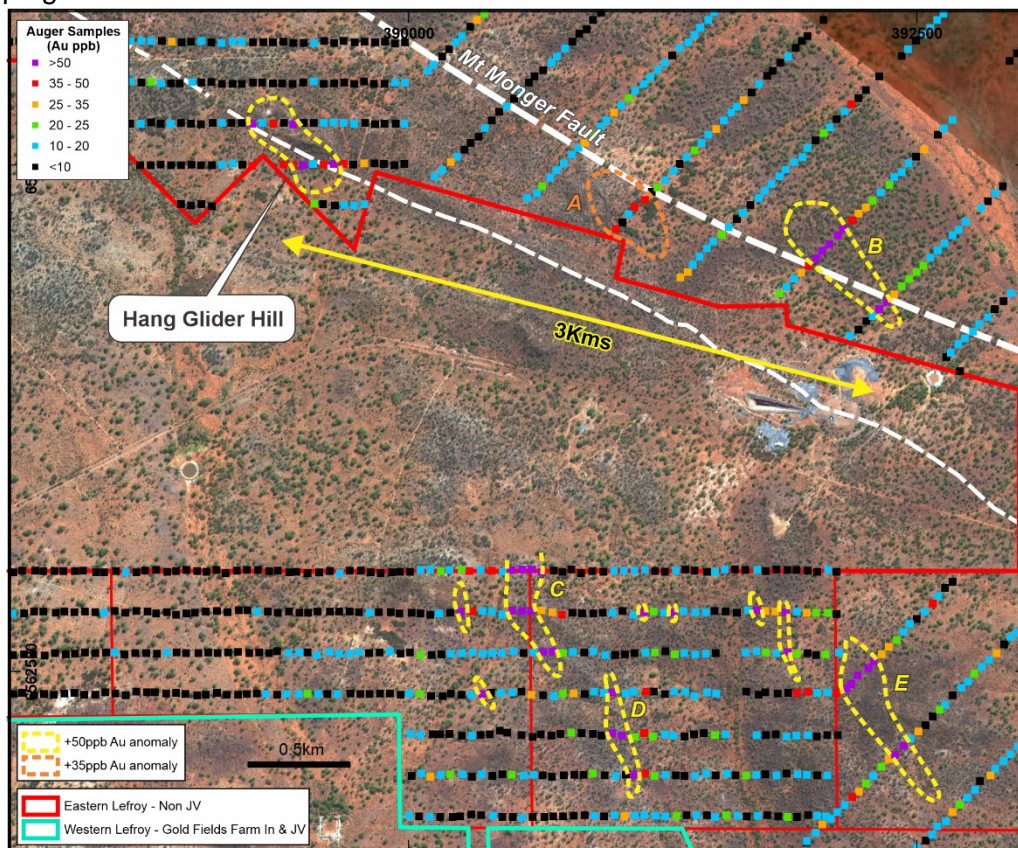 Auger Samples
(Au ppb)
>50
35 - 50
25 - 35
20 - 25
10 - 20
<10
390000
392500
Mt Monger Fault
A
B
Hang Glider Hill
3Kms
C
D
E
+50ppb Au anomaly
+35ppb Au anomaly
0.5km
Eastern Lefroy - Non JV
Western Lefroy - Gold Fields Farm In & JV